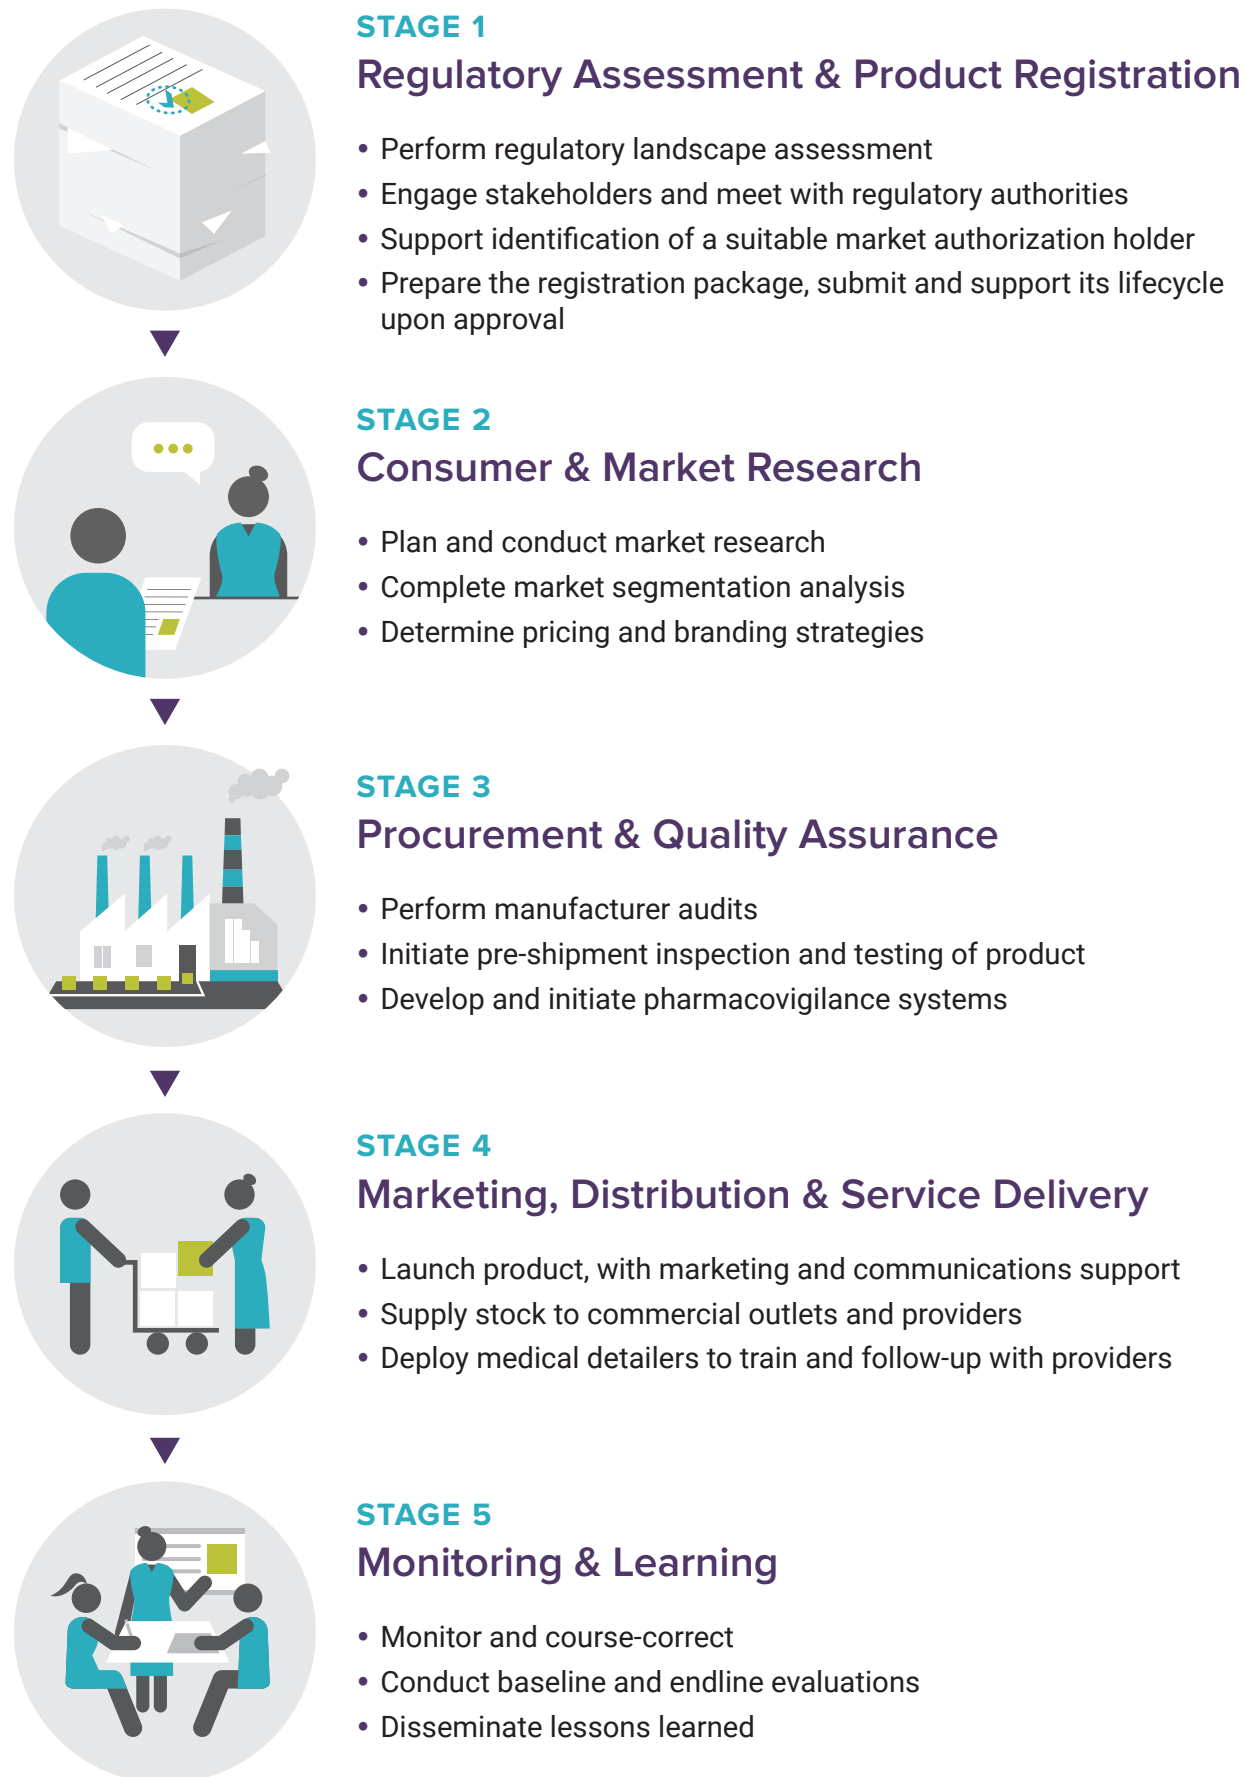 STAGE 1
Regulatory Assessment & Product Registration
• Perform regulatory landscape assessment
• Engage stakeholders and meet with regulatory authorities
• Support identification of a suitable market authorization holder
• Prepare the registration package, submit and support its lifecycle
upon approval
STAGE 2
Consumer & Market Research
• Plan and conduct market research
• Complete market segmentation analysis
• Determine pricing and branding strategies
STAGE 3
Procurement & Quality Assurance
• Perform manufacturer audits
• Initiate pre-shipment inspection and testing of product
• Develop and initiate pharmacovigilance systems
STAGE 4
Marketing, Distribution & Service Delivery
• Launch product, with marketing and communications support
• Supply stock to commercial outlets and providers
• Deploy medical detailers to train and follow-up with providers
STAGE 5
Monitoring & Learning
• Monitor and course-correct
• Conduct baseline and endline evaluations
• Disseminate lessons learned